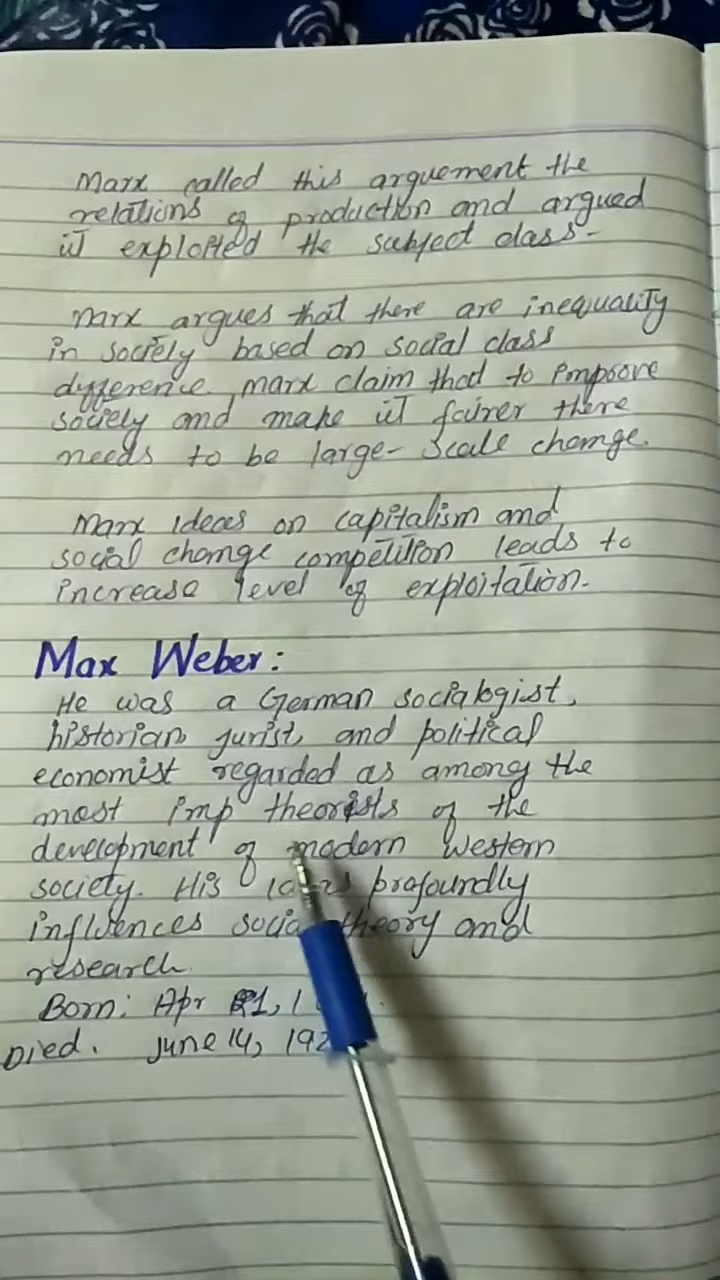 Marx called this arguement the
relations of production and argued
it exploited the subject class-
Marx argues that there are inequality
in society based on social class
difference, marx claim that to improve
society and make it fairer there
needs to be large-scale change.
Marx ideas on capitalism and
social change competition leads to
increase level of exploitation.
Max Weber:
He was a German sociologist,
historian, jurist, and political
economist regarded as among the
most imp theorists of the
development of modern Western
society. His profoundly
influences theory and
research.
Born: Apr 21,
Died. June 14,